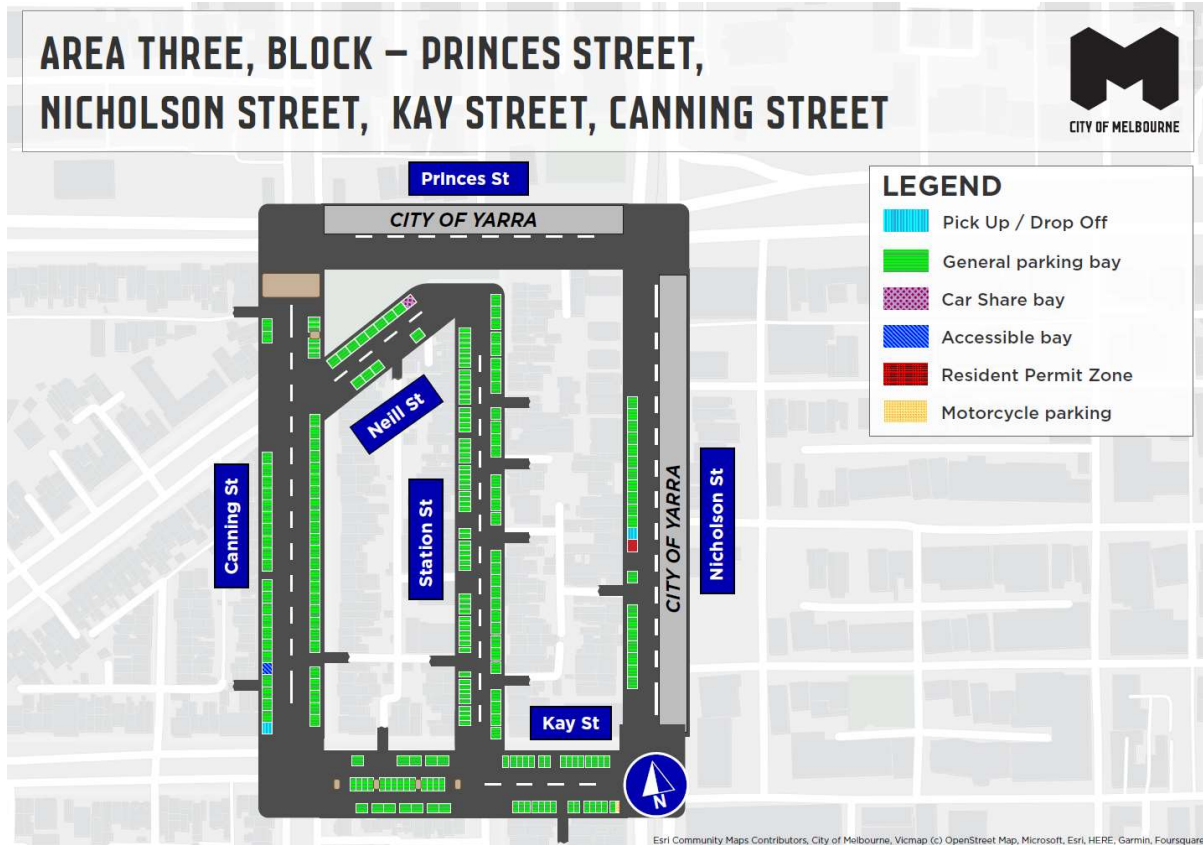 AREA THREE, BLOCK – PRINCES STREET,
NICHOLSON STREET, KAY STREET, CANNING STREET
CITY OF MELBOURNE
Princes St
CITY OF YARRA
LEGEND
Pick Up / Drop Off
General parking bay
Car Share bay
Accessible bay
Resident Permit Zone
Motorcycle parking
Neill St
Canning St
Station St
CITY OF YARRA
Nicholson St
Kay St
N
Esri Community Maps Contributors, City of Melbourne, Vicmap (c) OpenStreet Map, Microsoft, Esri, HERE, Garmin, Foursquare